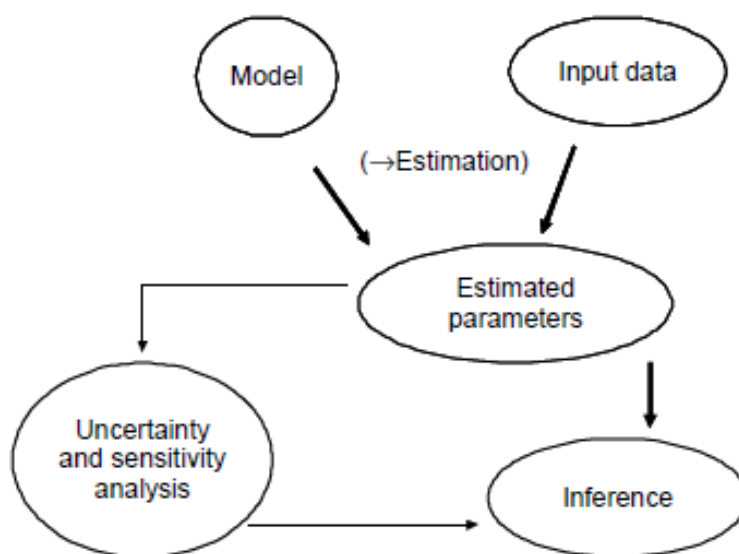 Model
Input data
(→Estimation)
Estimated
parameters
Uncertainty
and sensitivity
analysis
Inference